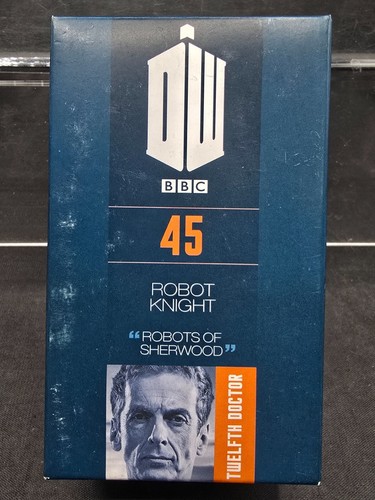 DW
BBC
45
ROBOT
KNIGHT
“ROBOTS OF
SHERWOOD”
TWELFTH DOCTOR